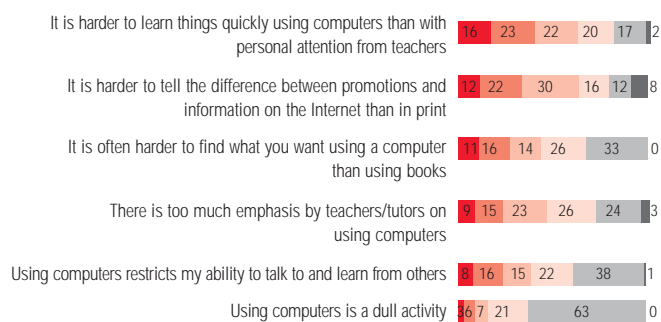 It is harder to learn things quickly using computers than with
personal attention from teachers
16 23 22 20 17 2
It is harder to tell the difference between promotions and
information on the Internet than in print
12 22 30 16 12 8
It is often harder to find what you want using a computer
than using books
11 16 14 26 33 0
There is too much emphasis by teachers/tutors on
using computers
9 15 23 26 24 3
Using computers restricts my ability to talk to and learn from others
8 16 15 22 38 1
Using computers is a dull activity
3 6 7 21 63 0